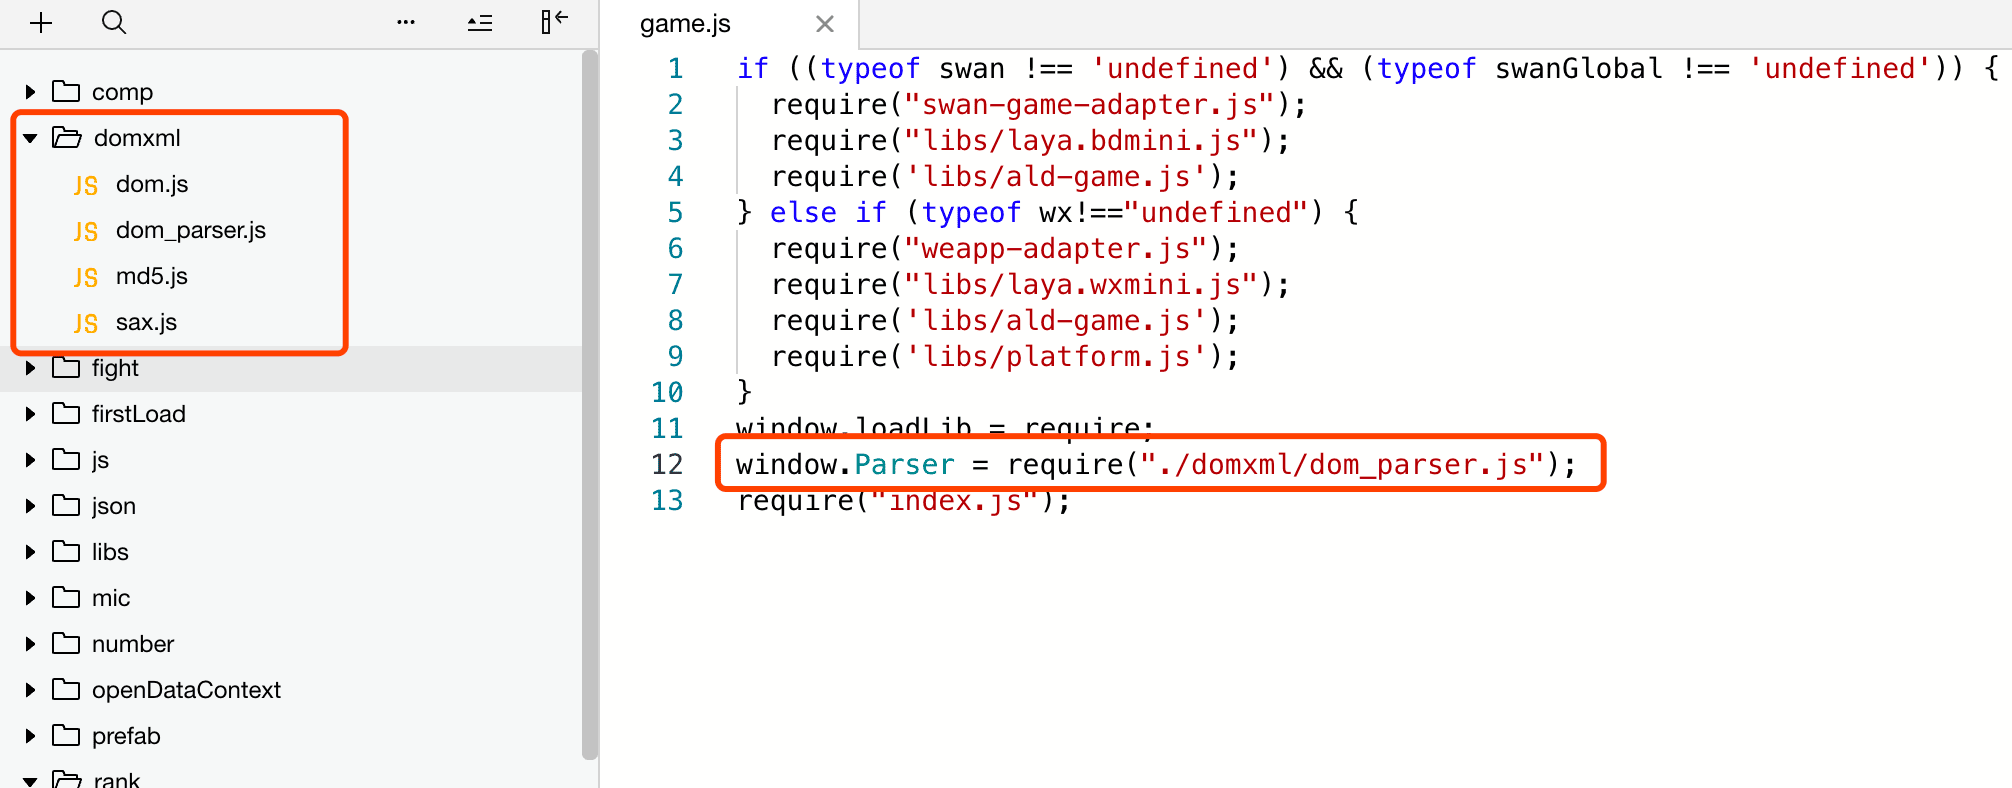 game.js
comp
domxml
JS dom.js
JS dom_parser.js
JS md5.js
JS sax.js
fight
firstLoad
js
json
libs
mic
number
openDataContext
prefab
rank
1 if ((typeof swan !== 'undefined') && (typeof swanGlobal !== 'undefined')) {
2 require("swan-game-adapter.js");
3 require("libs/laya.bdmini.js");
4 require('libs/ald-game.js');
5 } else if (typeof wx!=="undefined") {
6 require("weapp-adapter.js");
7 require("libs/laya.wxmini.js");
8 require('libs/ald-game.js');
9 require('libs/platform.js');
10 }
11 window.loadLib = require;
12 window.Parser = require("./domxml/dom_parser.js");
13 require("index.js");